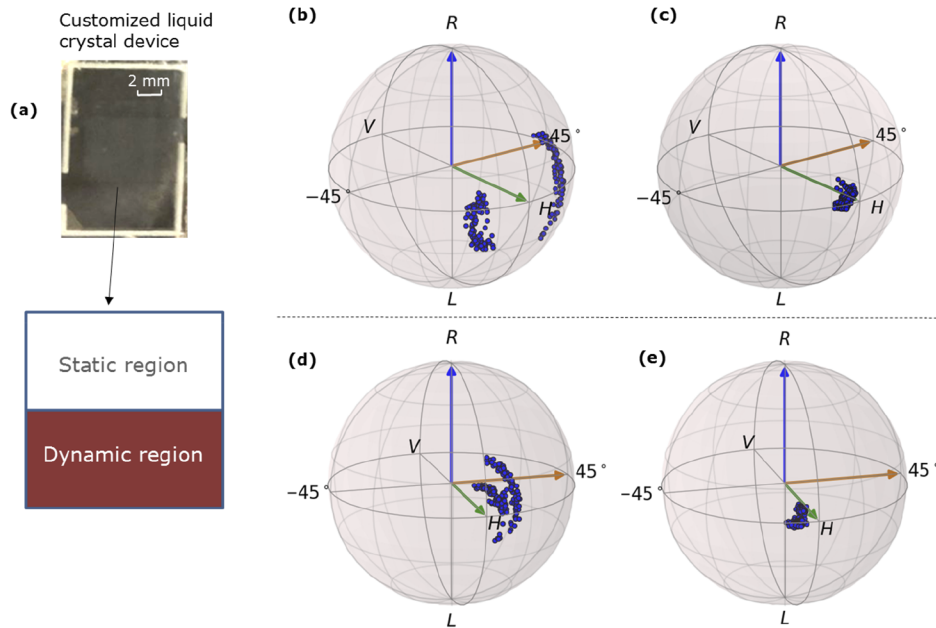 Customized liquid
crystal device
(a)
2 mm
Static region
Dynamic region
(b)
R
V
45°
−45°
H
L
(c)
R
V
45°
−45°
H
L
(d)
R
V
45°
−45°
H
L
(e)
R
V
45°
−45°
H
L